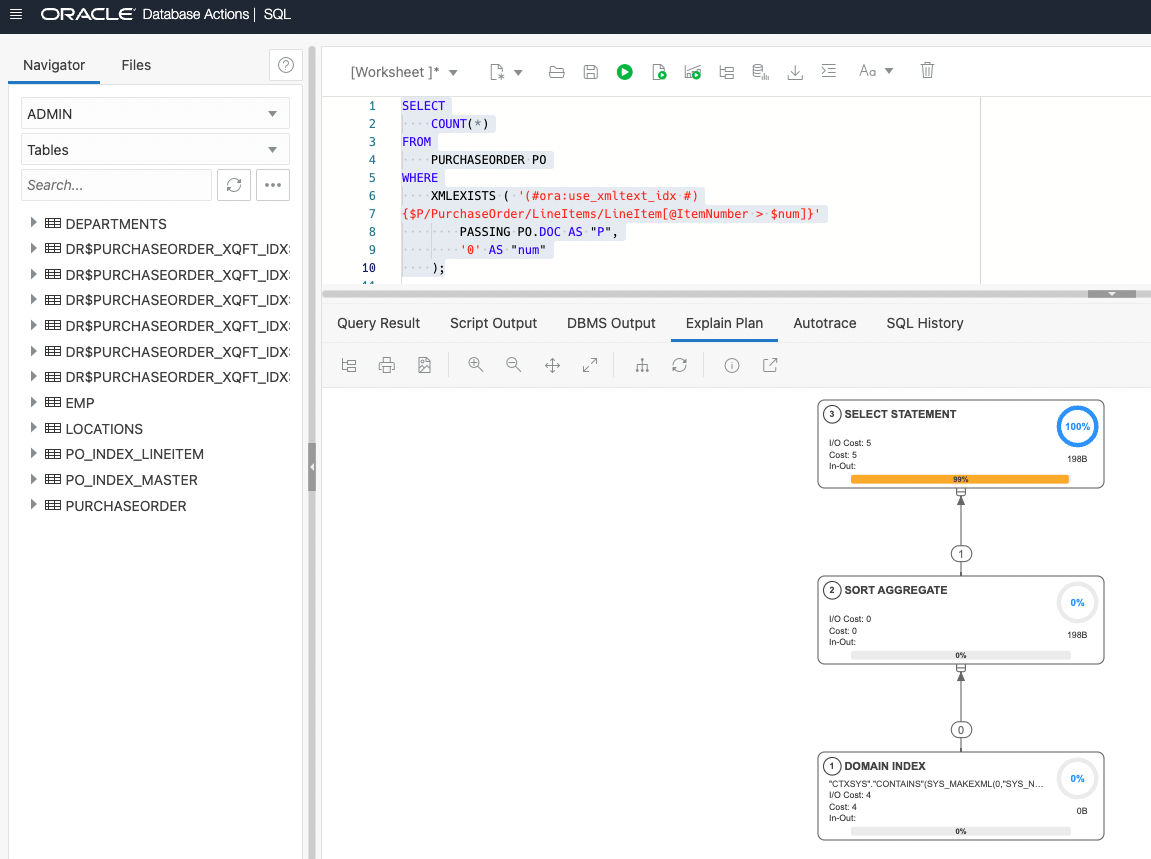 ORACLE Database Actions | SQL
Navigator Files
[Worksheet ]*
Aa
ADMIN
Tables
Search...
DEPARTMENTS
DR$PURCHASEORDER_XQFT_IDX
DR$PURCHASEORDER_XQFT_IDX
DR$PURCHASEORDER_XQFT_IDX
DR$PURCHASEORDER_XQFT_IDX
DR$PURCHASEORDER_XQFT_IDX
DR$PURCHASEORDER_XQFT_IDX
EMP
LOCATIONS
PO_INDEX_LINEITEM
PO_INDEX_MASTER
PURCHASEORDER
1 SELECT
2 COUNT(*)
3 FROM
4 PURCHASEORDER PO
5 WHERE
6 XMLEXISTS ( '(#ora:use_xmltext_idx #)
7 {$P/PurchaseOrder/LineItems/LineItem[@ItemNumber > $num]}'
8 PASSING PO.DOC AS "P",
9 '0' AS "num"
10 );
Query Result Script Output DBMS Output Explain Plan Autotrace SQL History
3 SELECT STATEMENT
100%
I/O Cost: 5
Cost: 5
198B
In-Out:
99%
1
2 SORT AGGREGATE
0%
I/O Cost: 0
Cost: 0
198B
In-Out:
0%
0
1 DOMAIN INDEX
0%
"CTXSYS"."CONTAINS"(SYS_MAKEXML(0,"SYS_N...
I/O Cost: 4
Cost: 4
0B
In-Out:
0%